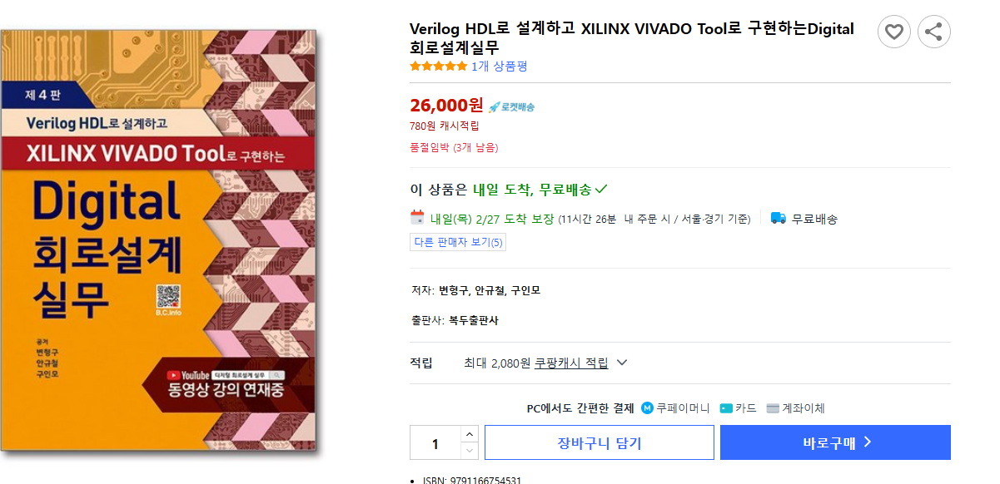 제 4 판
Verilog HDL로 설계하고
XILINX VIVADO Tool로 구현하는
Digital
회로설계
실무
B.C.info
공저
변형구
안규철
구인모
YouTube 디지털 회로설계 실무
동영상 강의 연재중
Verilog HDL로 설계하고 XILINX VIVADO Tool로 구현하는Digital
회로설계실무
1개 상품평
26,000원 로켓배송
780원 캐시적립
품절임박 (3개 남음)
이 상품은 내일 도착, 무료배송
내일(목) 2/27 도착 보장 (11시간 26분 내 주문 시 / 서울⋅경기 기준) 무료배송
다른 판매자 보기(5)
저자: 변형구, 안규철, 구인모
출판사: 복두출판사
적립 최대 2,080원 쿠팡캐시 적립
PC에서도 간편한 결제 쿠페이머니 카드 계좌이체
1 장바구니 담기 바로구매
ISBN: 9791166754531